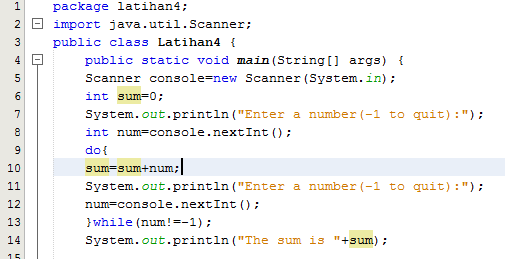 1 package latihan4;
2 import java.util.Scanner;
3 public class Latihan4 {
4 public static void main(String[] args) {
5 Scanner console=new Scanner(System.in);
6 int sum=0;
7 System.out.println("Enter a number(-1 to quit):");
8 int num=console.nextInt();
9 do{
10 sum=sum+num;
11 System.out.println("Enter a number(-1 to quit):");
12 num=console.nextInt();
13 }while(num!=-1);
14 System.out.println("The sum is "+sum);
15